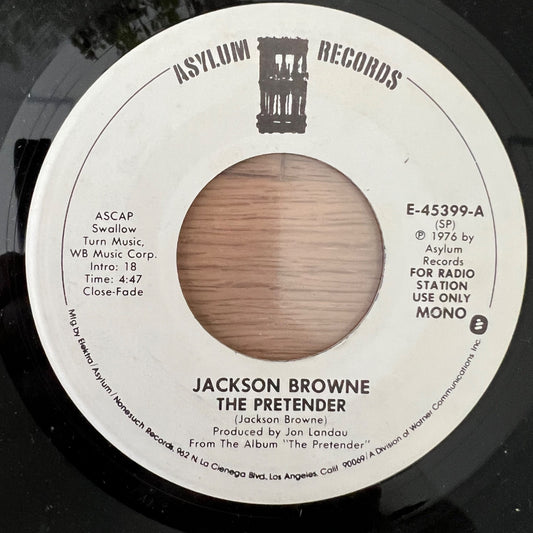 ASYLUM RECORDS
ASCAP
Swallow
Turn Music,
WB Music Corp.
Intro: 18
Time: 4:47
Close-Fade
E-45399-A
(SP)
℗ 1976 by
Asylum
Records
FOR RADIO
STATION
USE ONLY
MONO
JACKSON BROWNE
THE PRETENDER
(Jackson Browne)
Produced by Jon Landau
From The Album "The Pretender"
Mfg by Elektra/Asylum/Nonesuch Records, 962 N. La Cienega Blvd, Los Angeles, Calif 90069/A Division of Warner Communications Inc.